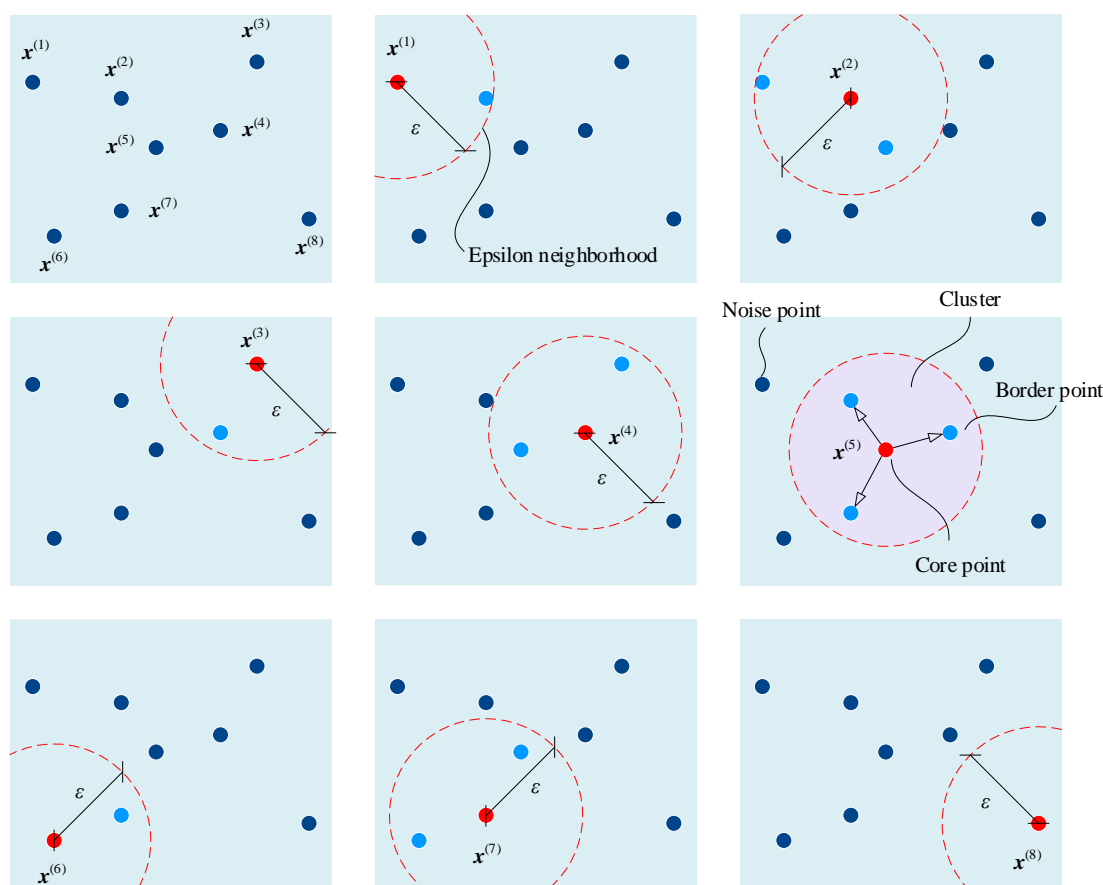 x(3)
x(1)
x(2)
x(4)
x(5)
x(7)
x(6)
x(8)
x(1)
ε
Epsilon neighborhood
x(2)
ε
x(3)
ε
x(4)
ε
Noise point
Cluster
Border point
x(5)
Core point
ε
x(6)
ε
x(7)
ε
x(8)